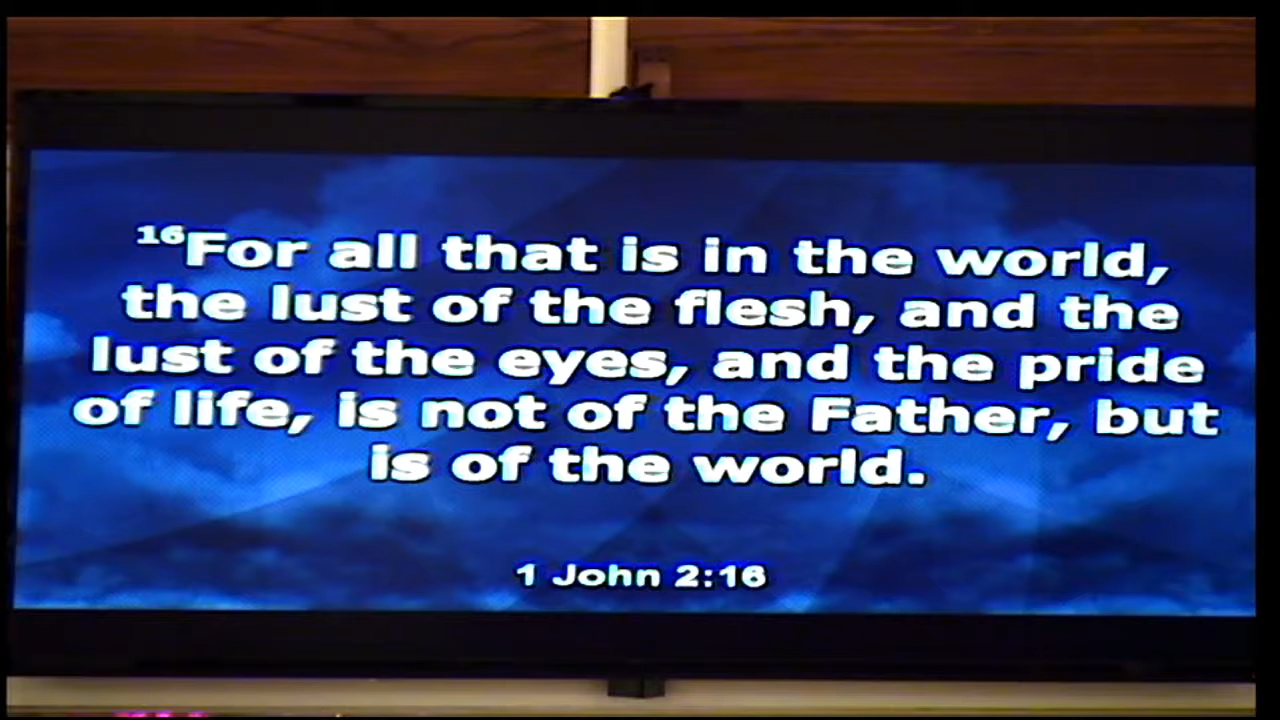 16For all that is in the world,
the lust of the flesh, and the
lust of the eyes, and the pride
of life, is not of the Father, but
is of the world.
1 John 2:16